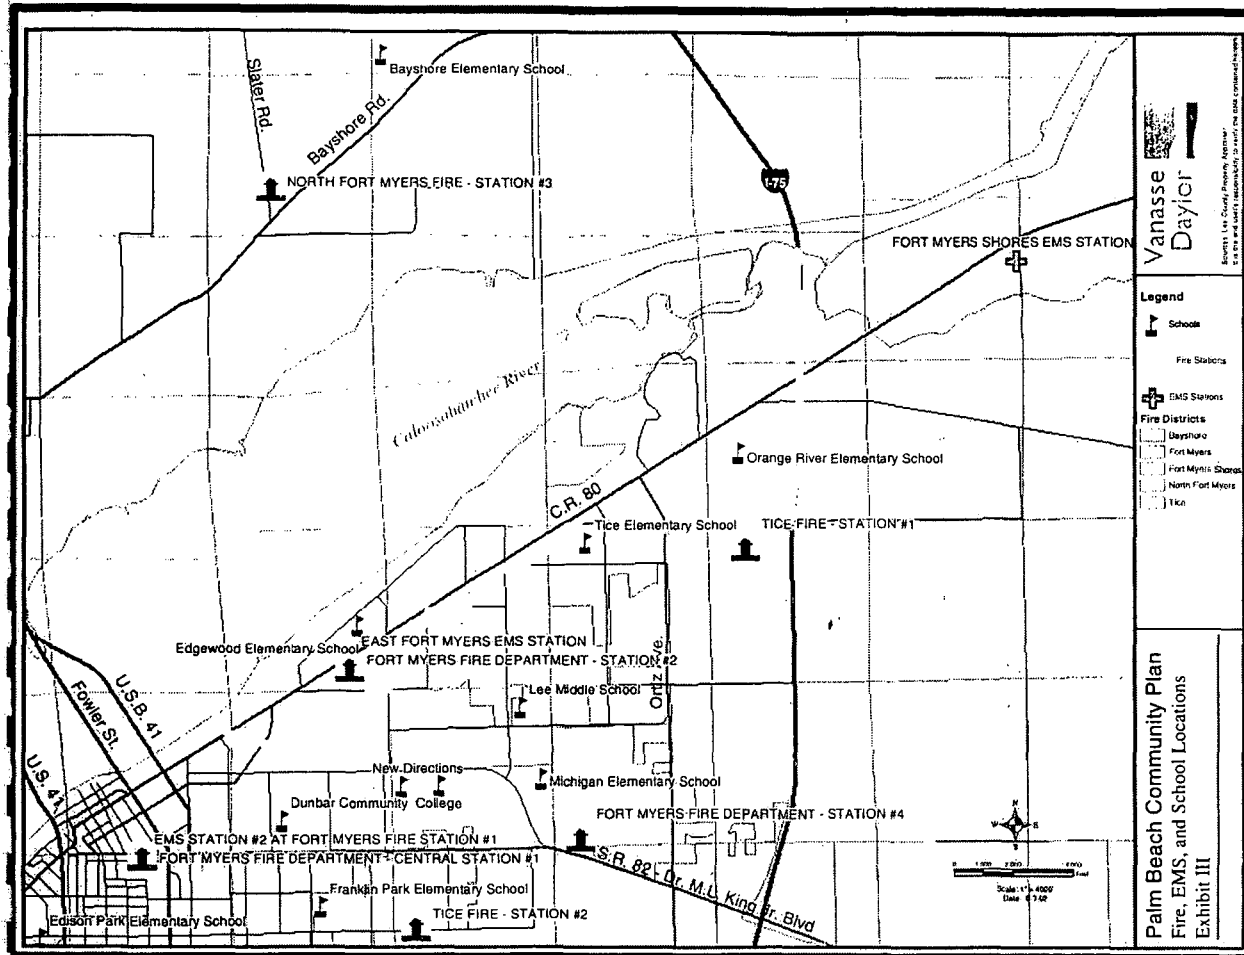 Bayshore Elementary School
Slater Rd.
Bayshore Rd.
NORTH FORT MYERS FIRE - STATION #3
I-75
FORT MYERS SHORES EMS STATION
Caloosahatchee River
Orange River Elementary School
C.R. 80
Tice Elementary School
TICE FIRE - STATION #1
Edgewood Elementary School
EAST FORT MYERS EMS STATION
FORT MYERS FIRE DEPARTMENT - STATION #2
Ortiz Ave.
Lee Middle School
U.S.B. 41
Fowler St.
U.S. 41
New Directions
Michigan Elementary School
Dunbar Community College
FORT MYERS FIRE DEPARTMENT - STATION #4
EMS STATION #2 AT FORT MYERS FIRE STATION #1
FORT MYERS FIRE DEPARTMENT - CENTRAL STATION #1
S.R. 82 - Dr. M.L. King Jr. Blvd
Franklin Park Elementary School
TICE FIRE - STATION #2
Edison Park Elementary School
N
W
E
S
Feet
Scale: 1" = 4000'
Vanasse
Daylor
Legend
Schools
Fire Stations
EMS Stations
Fire Districts
Bayshore
Fort Myers
Fort Myers Shores
North Fort Myers
Tice
Palm Beach Community Plan
Fire, EMS, and School Locations
Exhibit III